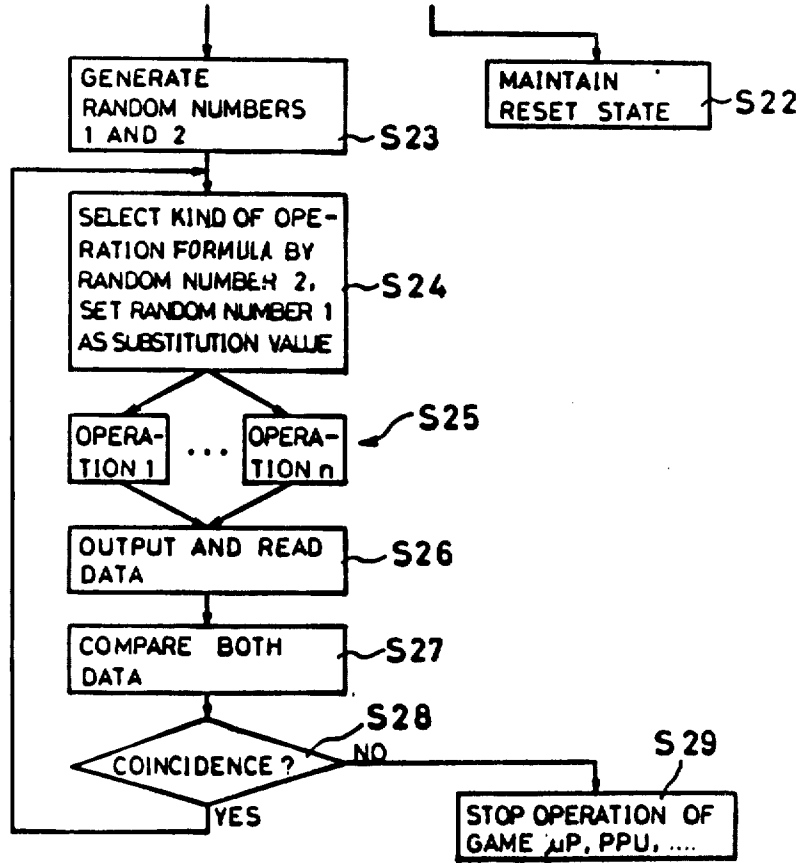 GENERATE
RANDOM NUMBERS
1 AND 2
S23
MAINTAIN
RESET STATE
S22
SELECT KIND OF OPE-
RATION FORMULA BY
RANDOM NUMBER 2,
SET RANDOM NUMBER 1
AS SUBSTITUTION VALUE
S24
OPERA-
TION 1
...
OPERA-
TION n
S25
OUTPUT AND READ
DATA
S26
COMPARE BOTH
DATA
S27
COINCIDENCE ?
S28
NO
YES
S29
STOP OPERATION OF
GAME μP, PPU, ....